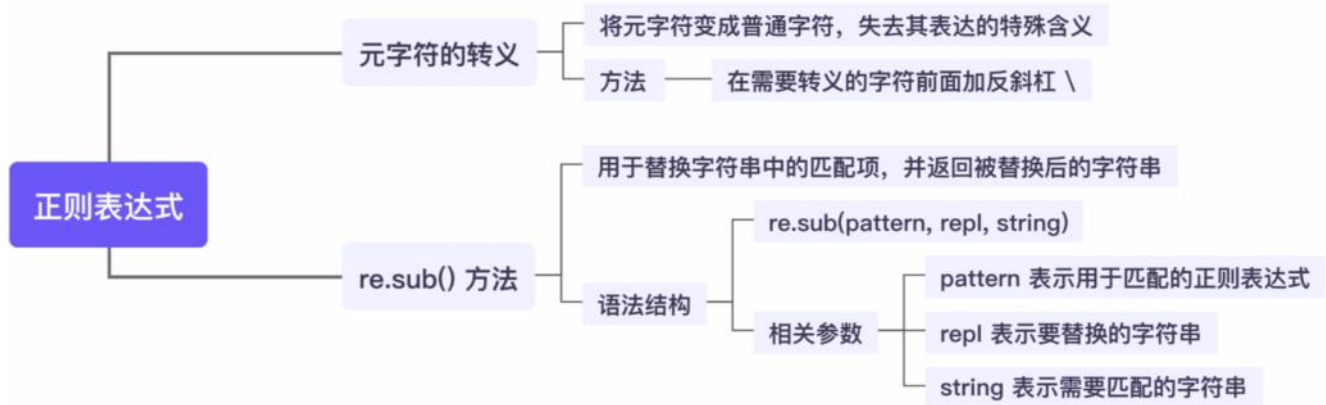 正则表达式
元字符的转义
将元字符变成普通字符，失去其表达的特殊含义
方法
在需要转义的字符前面加反斜杠 \
re.sub() 方法
用于替换字符串中的匹配项，并返回被替换后的字符串
语法结构
re.sub(pattern, repl, string)
相关参数
pattern 表示用于匹配的正则表达式
repl 表示要替换的字符串
string 表示需要匹配的字符串